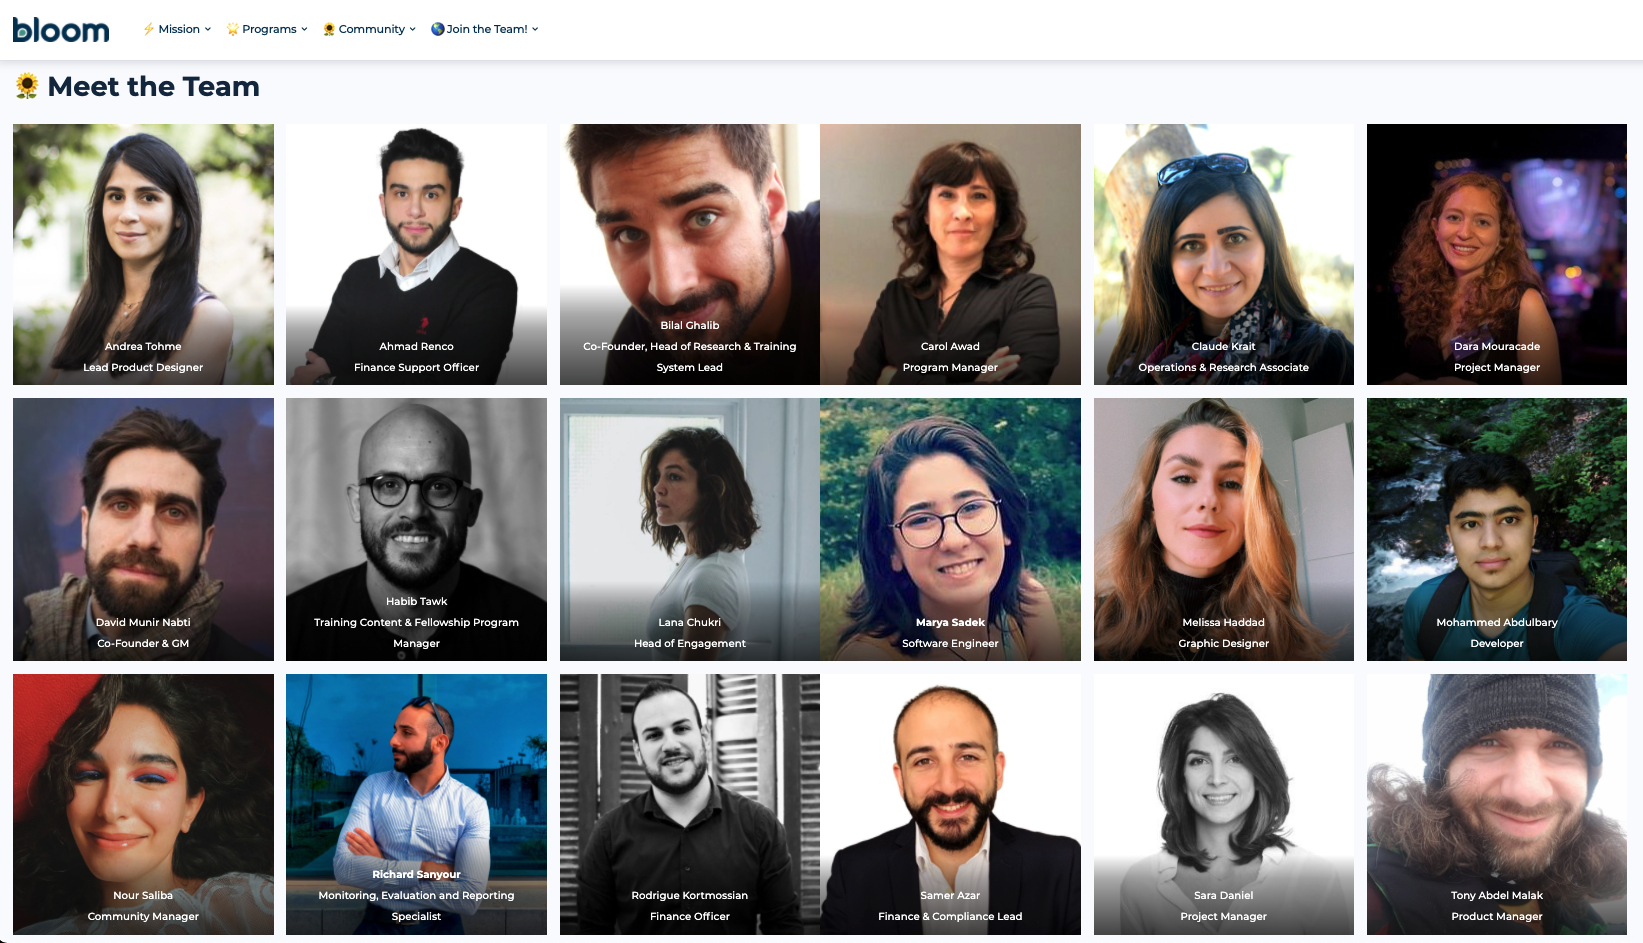 bloom
⚡ Mission
🌟 Programs
🌻 Community
🌎 Join the Team!
🌻 Meet the Team
Andrea Tohme
Lead Product Designer
Ahmad Renco
Finance Support Officer
Bilal Ghalib
Co-Founder, Head of Research & Training
System Lead
Carol Awad
Program Manager
Claude Krait
Operations & Research Associate
Dara Mouracade
Project Manager
David Munir Nabti
Co-Founder & GM
Habib Tawk
Training Content & Fellowship Program
Manager
Lana Chukri
Head of Engagement
Marya Sadek
Software Engineer
Melissa Haddad
Graphic Designer
Mohammed Abdulbary
Developer
Nour Saliba
Community Manager
Richard Sanyour
Monitoring, Evaluation and Reporting
Specialist
Rodrigue Kortmossian
Finance Officer
Samer Azar
Finance & Compliance Lead
Sara Daniel
Project Manager
Tony Abdel Malak
Product Manager